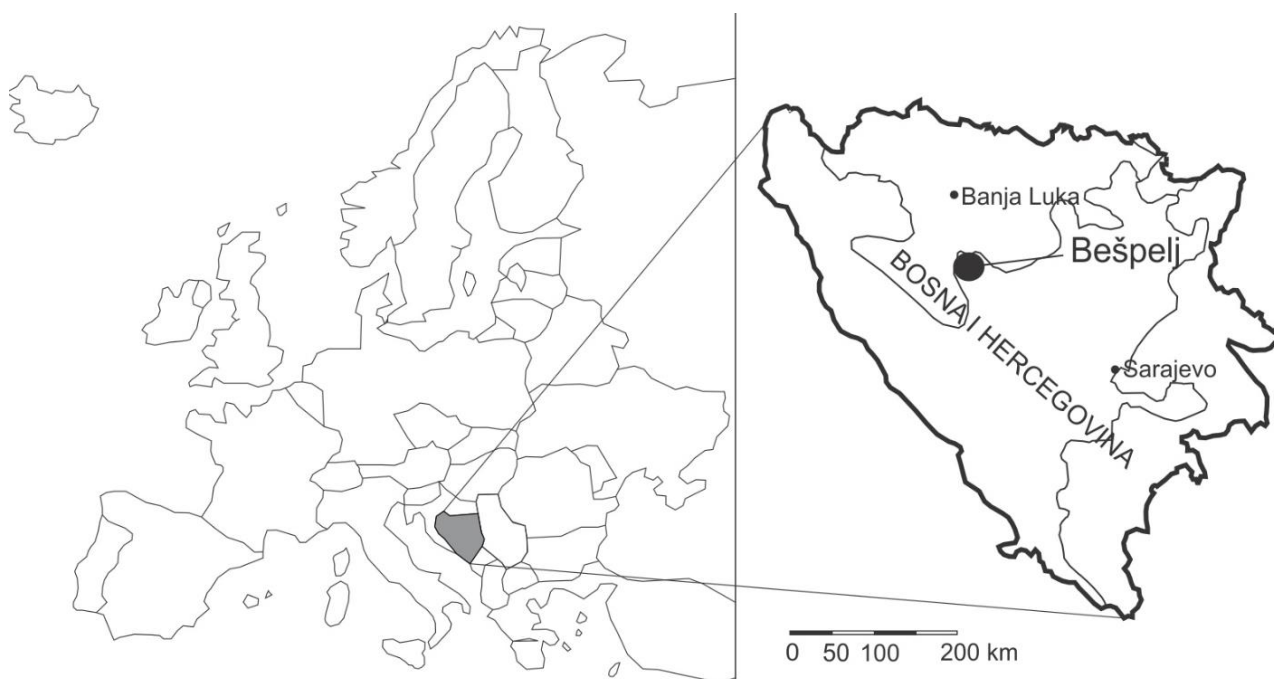 Banja Luka
Bešpelj
BOSNA I HERCEGOVINA
Sarajevo
0 50 100 200 km